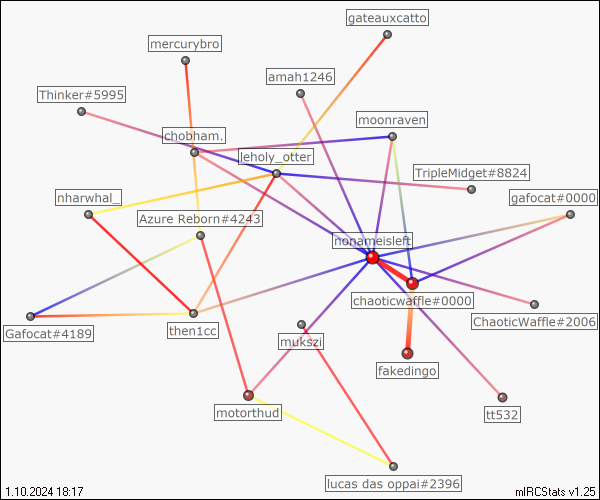 gateauxcatto
mercurybro
amah1246
Thinker#5995
moonraven
chobham.
leholy_otter
TripleMidget#8824
nharwhal_
gafocat#0000
Azure Reborn#4243
nonameisleft
chaoticwaffle#0000
ChaoticWaffle#2006
Gafocat#4189
then1cc
mukszi
fakedingo
motorthud
tt532
lucas das oppai#2396
1.10.2024 18:17
mIRCStats v1.25